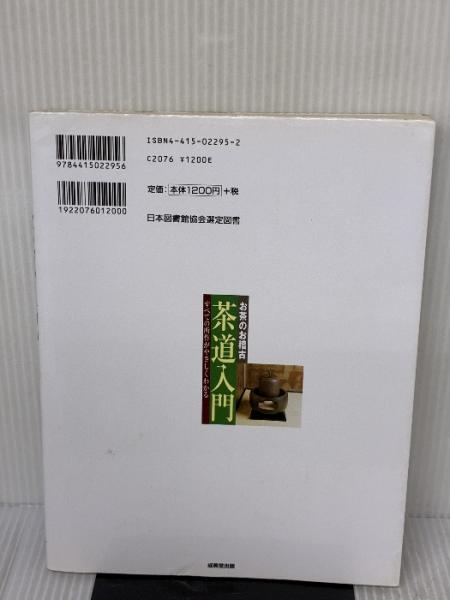 ISBN4-415-02295-2
9784415022956
C2076 ¥1200E
定価：本体1200円+税
1922076012000
日本図書館協会選定図書
お茶のお稽古
茶道入門
すべての所作がやさしくわかる
成美堂出版